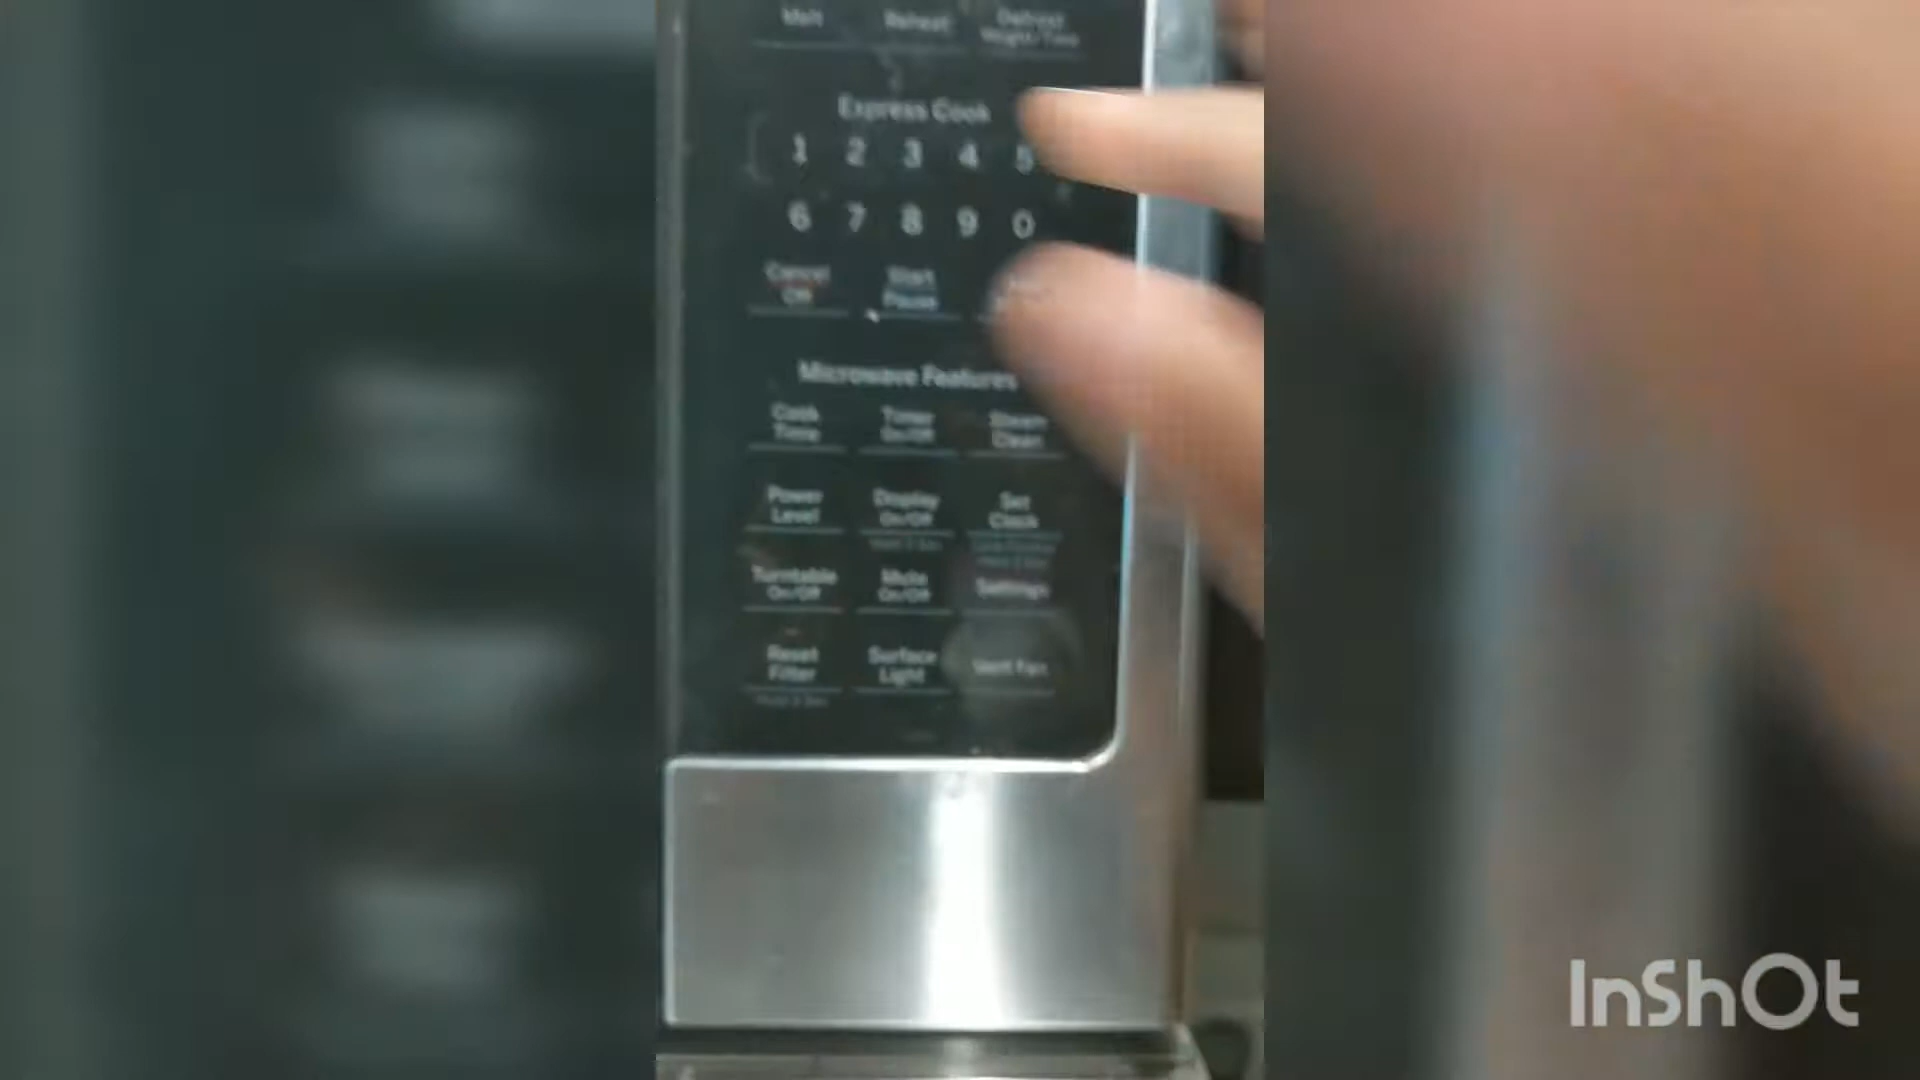 Melt Reheat Defrost
Weight/Time
Express Cook
1 2 3 4 5
6 7 8 9 0
Cancel Start
Off Pause
Microwave Features
Cook Timer Steam
Time On/Off Clean
Power Display Set
Level On/Off Clock
Turntable Mute Settings
On/Off On/Off
Reset Surface Vent Fan
Filter Light
InShOt